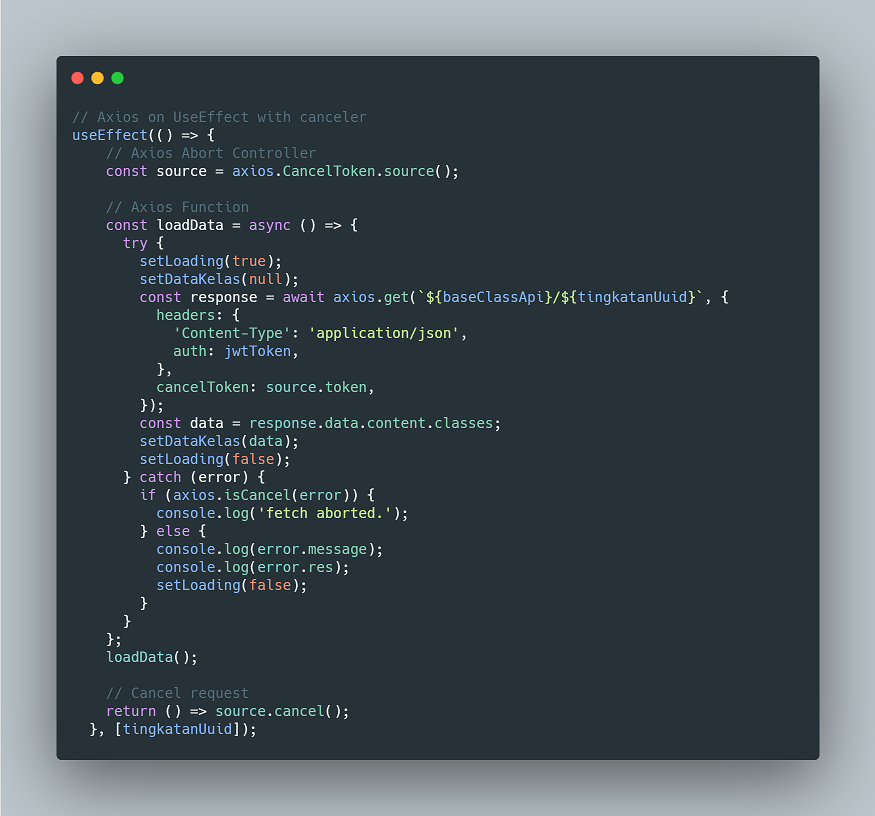 // Axios on UseEffect with canceler
useEffect(() => {
    // Axios Abort Controller
    const source = axios.CancelToken.source();

    // Axios Function
    const loadData = async () => {
      try {
        setLoading(true);
        setDataKelas(null);
        const response = await axios.get(`${baseClassApi}/${tingkatanUuid}`, {
          headers: {
            'Content-Type': 'application/json',
            auth: jwtToken,
          },
          cancelToken: source.token,
        });
        const data = response.data.content.classes;
        setDataKelas(data);
        setLoading(false);
      } catch (error) {
        if (axios.isCancel(error)) {
          console.log('fetch aborted.');
        } else {
          console.log(error.message);
          console.log(error.res);
          setLoading(false);
        }
      }
    };
    loadData();

    // Cancel request
    return () => source.cancel();
  }, [tingkatanUuid]);